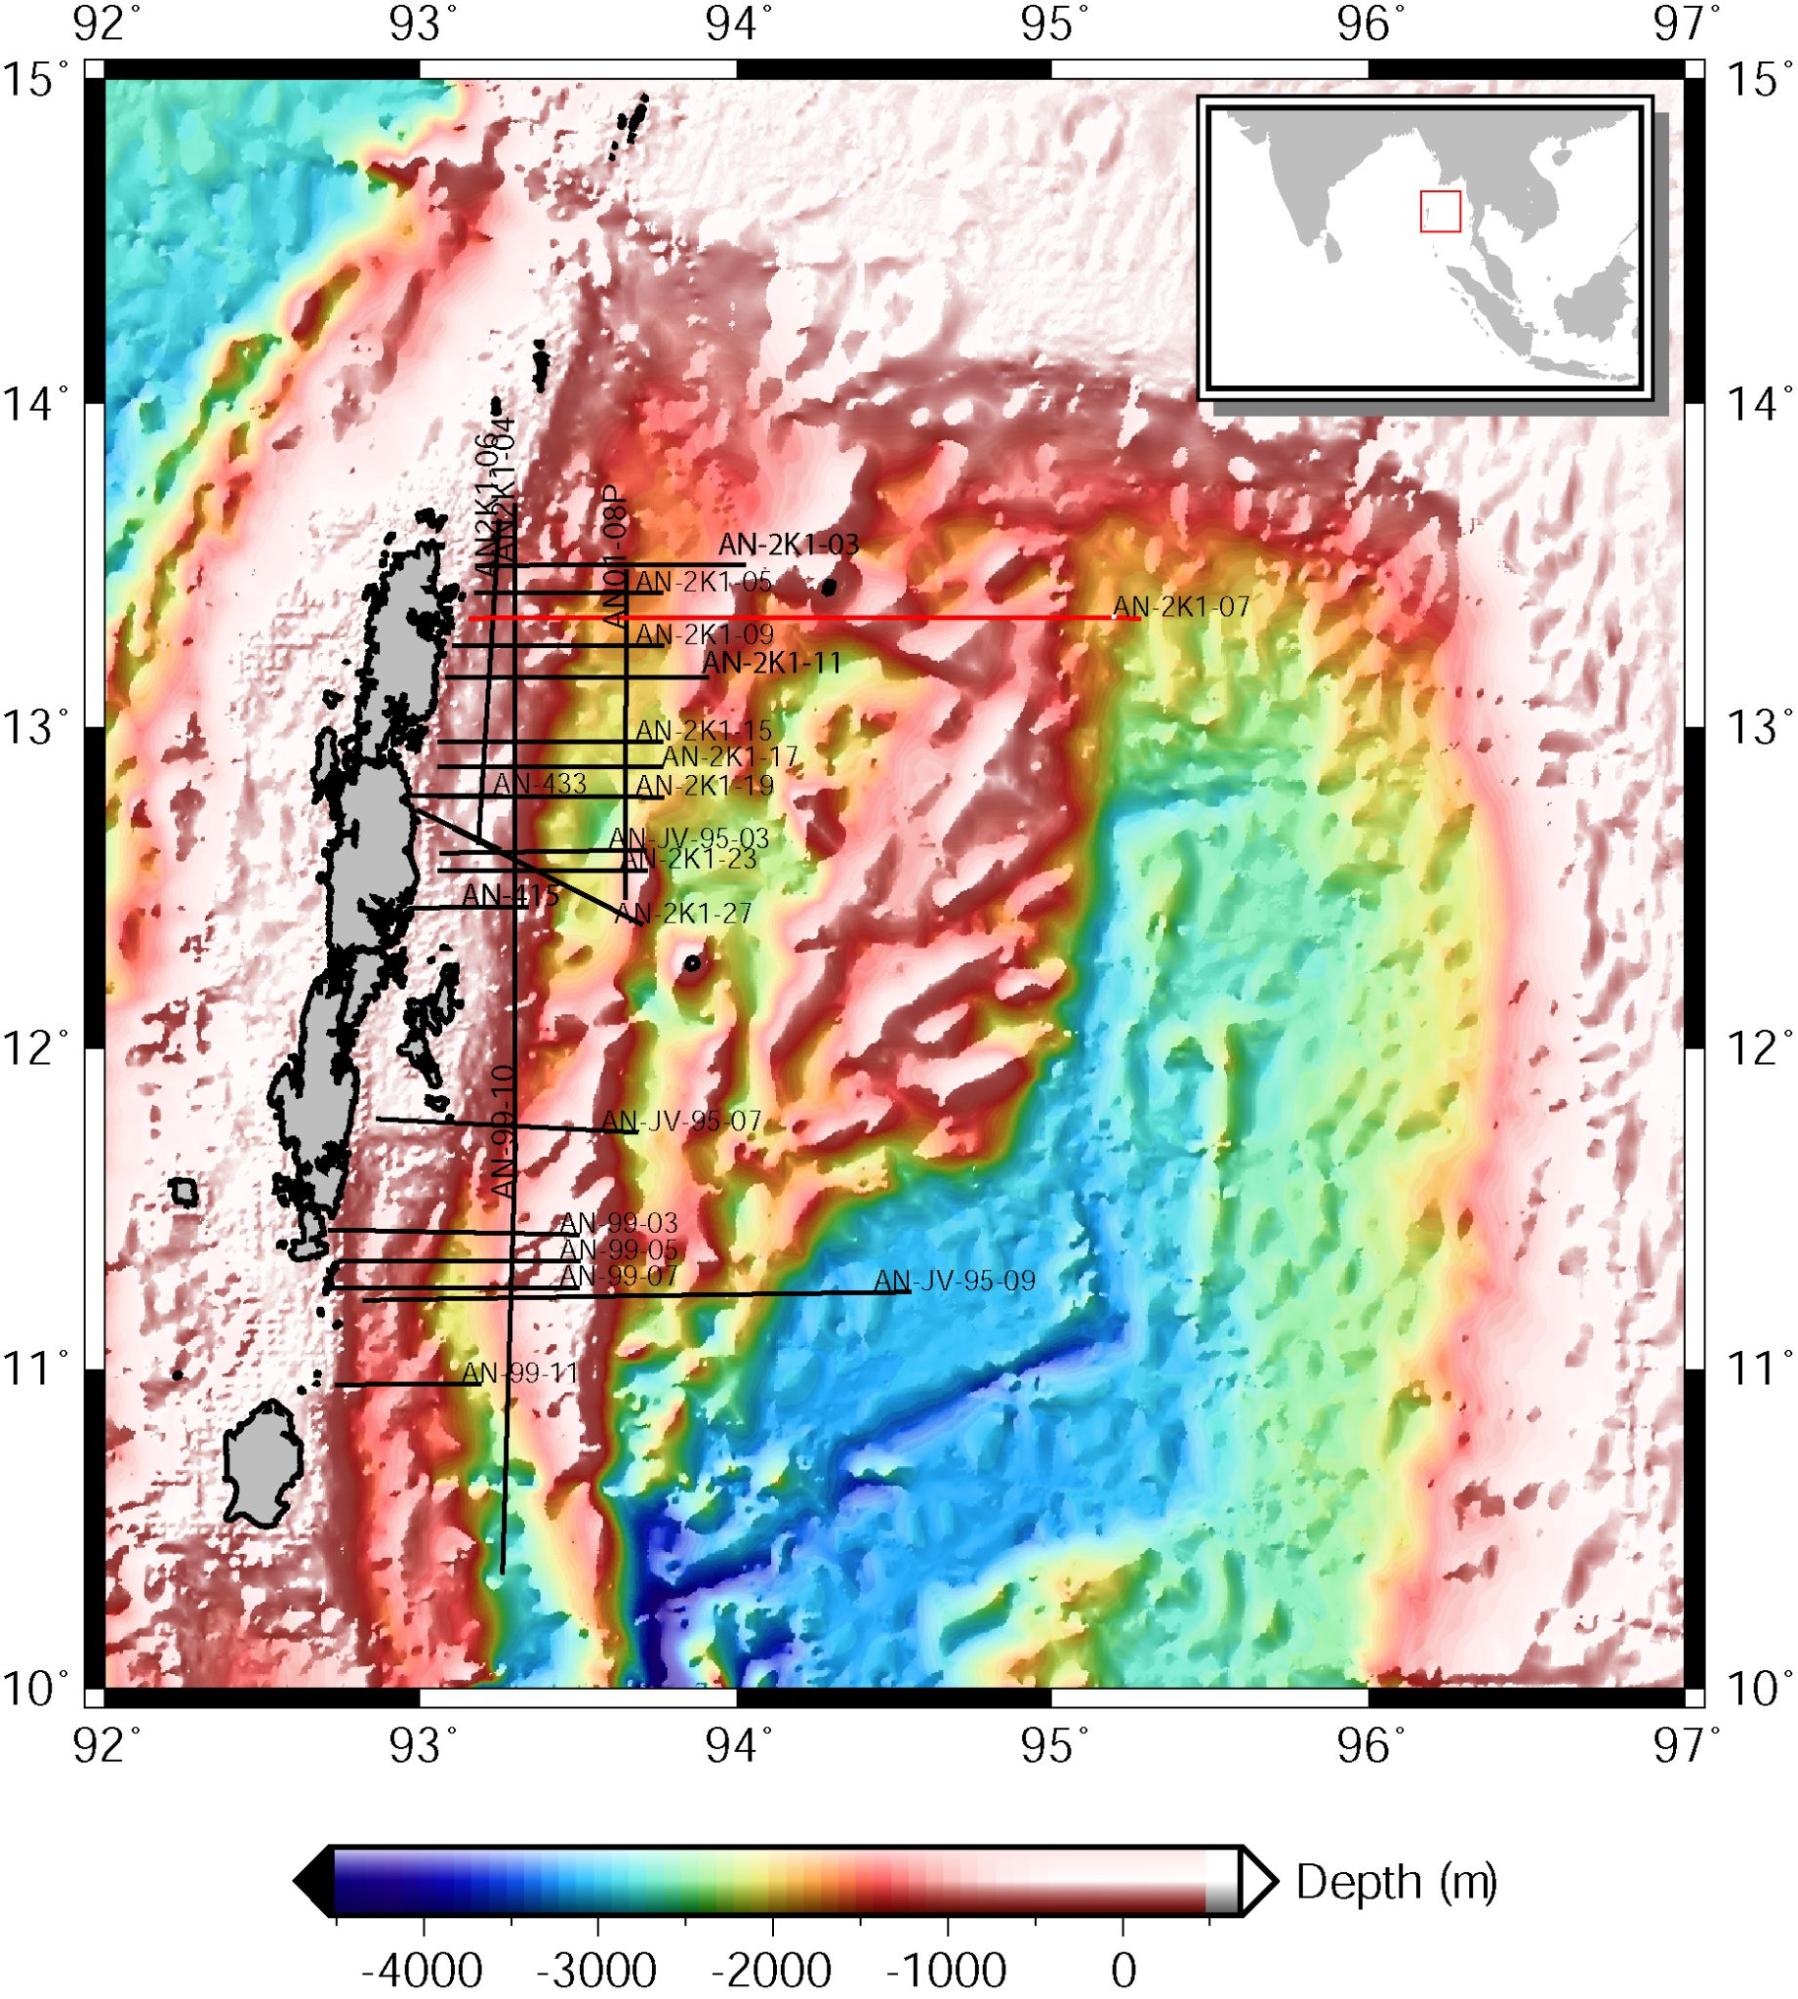 92° 93° 94° 95° 96° 97°
15° 15°
14° 14°
AN2K1-06
AN2K1-04
AN01-08P
AN-2K1-03
AN-2K1-05
AN-2K1-07
AN-2K1-09
AN-2K1-11
13° 13°
AN-2K1-15
AN-2K1-17
AN-433 AN-2K1-19
AN-JV-95-03
AN-2K1-23
AN-415
AN-2K1-27
12° 12°
AN-99-10
AN-JV-95-07
AN-99-03
AN-99-05
AN-99-07
AN-JV-95-09
11° 11°
AN-99-11
10° 10°
92° 93° 94° 95° 96° 97°
Depth (m)
-4000 -3000 -2000 -1000 0